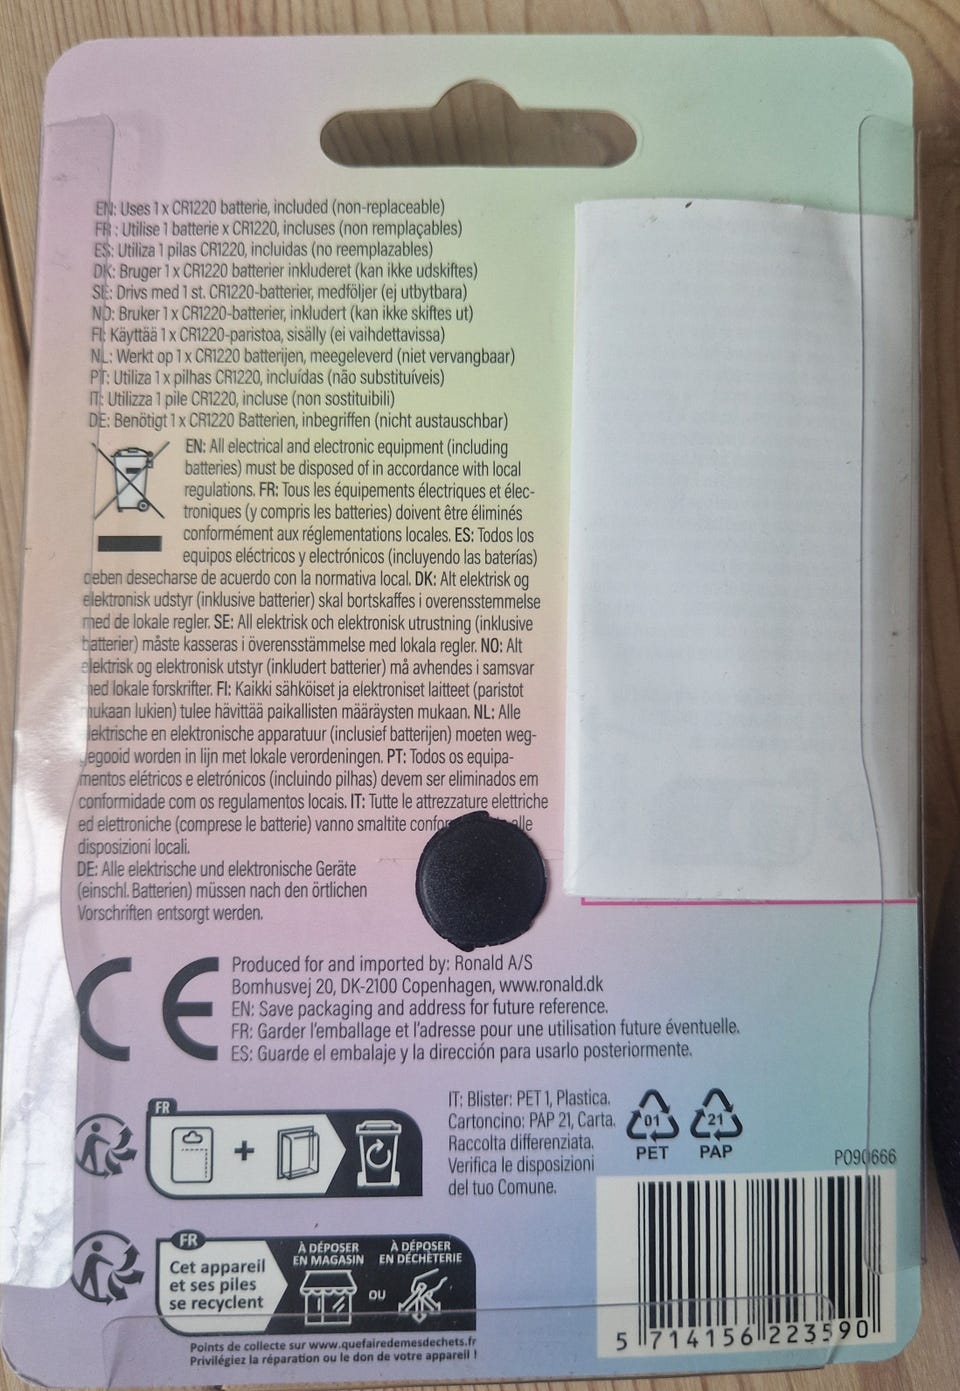 EN: Uses 1 x CR1220 batterie, included (non-replaceable)
FR : Utilise 1 batterie x CR1220, incluses (non remplaçables)
ES: Utiliza 1 pilas CR1220, incluidas (no reemplazables)
DK: Bruger 1 x CR1220 batterier inkluderet (kan ikke udskiftes)
SE: Drivs med 1 st. CR1220-batterier, medföljer (ej utbytbara)
NO: Bruker 1 x CR1220-batterier, inkludert (kan ikke skiftes ut)
FI: Käyttää 1 x CR1220-paristoa, sisälly (ei vaihdettavissa)
NL: Werkt op 1 x CR1220 batterijen, meegeleverd (niet vervangbaar)
PT: Utiliza 1 x pilhas CR1220, incluídas (não substituíveis)
IT: Utilizza 1 pile CR1220, incluse (non sostituibili)
DE: Benötigt 1 x CR1220 Batterien, inbegriffen (nicht austauschbar)
EN: All electrical and electronic equipment (including
batteries) must be disposed of in accordance with local
regulations. FR: Tous les équipements électriques et élec-
troniques (y compris les batteries) doivent être éliminés
conformément aux réglementations locales. ES: Todos los
equipos eléctricos y electrónicos (incluyendo las baterías)
deben desecharse de acuerdo con la normativa local. DK: Alt elektrisk og
elektronisk udstyr (inklusive batterier) skal bortskaffes i overensstemmelse
med de lokale regler. SE: All elektrisk och elektronisk utrustning (inklusive
batterier) måste kasseras i överensstämmelse med lokala regler. NO: Alt
elektrisk og elektronisk utstyr (inkludert batterier) må avhendes i samsvar
med lokale forskrifter. FI: Kaikki sähköiset ja elektroniset laitteet (paristot
mukaan lukien) tulee hävittää paikallisten määräysten mukaan. NL: Alle
elektrische en elektronische apparatuur (inclusief batterijen) moeten weg-
gegooid worden in lijn met lokale verordeningen. PT: Todos os equipa-
mentos elétricos e eletrónicos (incluindo pilhas) devem ser eliminados em
conformidade com os regulamentos locais. IT: Tutte le attrezzature elettriche
ed elettroniche (comprese le batterie) vanno smaltite alle
disposizioni locali.
DE: Alle elektrische und elektronische Geräte
(einschl. Batterien) müssen nach den örtlichen
Vorschriften entsorgt werden.
CE
Produced for and imported by: Ronald A/S
Bomhusvej 20, DK-2100 Copenhagen, www.ronald.dk
EN: Save packaging and address for future reference.
FR: Garder l'emballage et l'adresse pour une utilisation future éventuelle.
ES: Guarde el embalaje y la dirección para usarlo posteriormente.
FR
+
IT: Blister: PET 1, Plastica.
Cartoncino: PAP 21, Carta.
Raccolta differenziata.
Verifica le disposizioni
del tuo Comune.
01
PET
21
PAP
P090666
FR
Cet appareil
et ses piles
se recyclent
À DÉPOSER
EN MAGASIN
OU
À DÉPOSER
EN DÉCHÈTERIE
Points de collecte sur www.quefairedemesdechets.fr
Privilégiez la réparation ou le don de votre appareil !
5 714156 223590